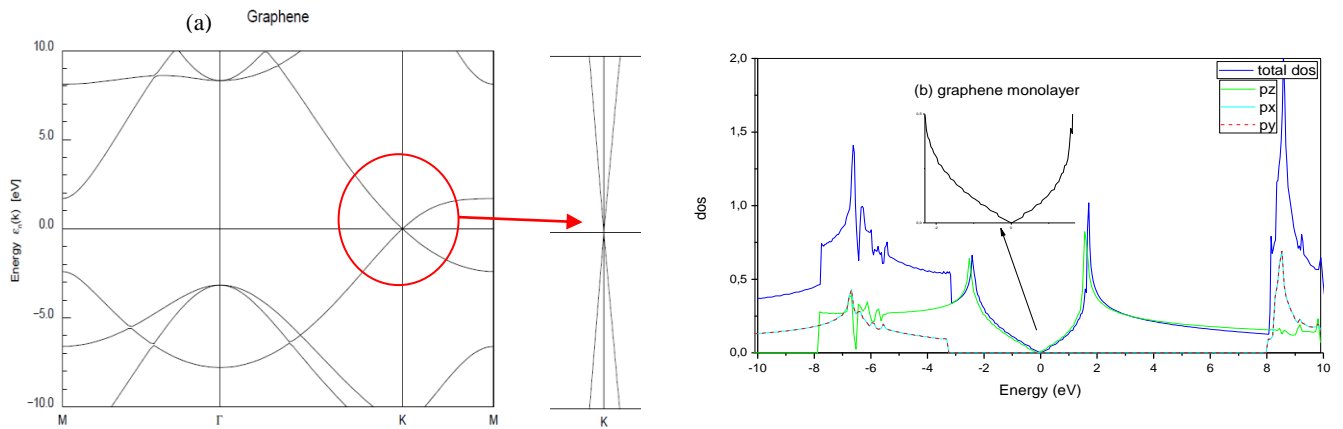 (a) Graphene
10.0
5.0
0.0
−5.0
−10.0
Energy εn(k) [eV]
M Γ K M
K
2,0
1,5
1,0
0,5
0,0
dos
total dos
pz
px
py
(b) graphene monolayer
-10 -8 -6 -4 -2 0 2 4 6 8 10
Energy (eV)